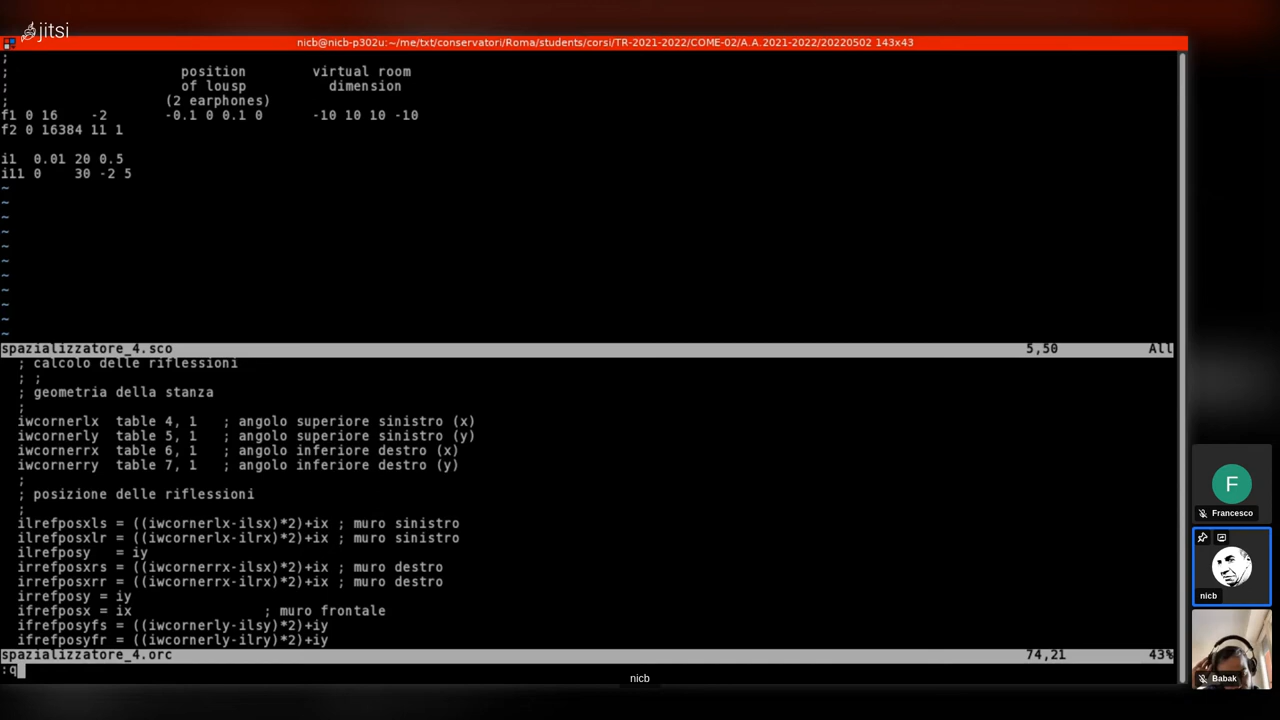 jitsi
nicb@nicb-p302u:~/me/txt/conservatori/Roma/students/corsi/TR-2021-2022/COME-02/A.A.2021-2022/20220502 143x43
;
; position virtual room
; of lousp dimension
; (2 earphones)
f1 0 16 -2 -0.1 0 0.1 0 -10 10 10 -10
f2 0 16384 11 1
i1 0.01 20 0.5
i11 0 30 -2 5
~
~
~
~
~
~
~
~
~
~
~
spazializzatore_4.sco 5,50 All
; calcolo delle riflessioni
; ;
; geometria della stanza
;
iwcornerlx table 4, 1 ; angolo superiore sinistro (x)
iwcornerly table 5, 1 ; angolo superiore sinistro (y)
iwcornerrx table 6, 1 ; angolo inferiore destro (x)
iwcornerry table 7, 1 ; angolo inferiore destro (y)
;
; posizione delle riflessioni
;
ilrefposxls = ((iwcornerlx-ilsx)*2)+ix ; muro sinistro
ilrefposxlr = ((iwcornerlx-ilrx)*2)+ix ; muro sinistro
ilrefposy = iy
irrefposxrs = ((iwcornerrx-ilsx)*2)+ix ; muro destro
irrefposxrr = ((iwcornerrx-ilrx)*2)+ix ; muro destro
irrefposy = iy
ifrefposx = ix ; muro frontale
ifrefposyfs = ((iwcornerly-ilsy)*2)+iy
ifrefposyfr = ((iwcornerly-ilry)*2)+iy
spazializzatore_4.orc 74,21 43%
:q
nicb
F
Francesco
nicb
Babak